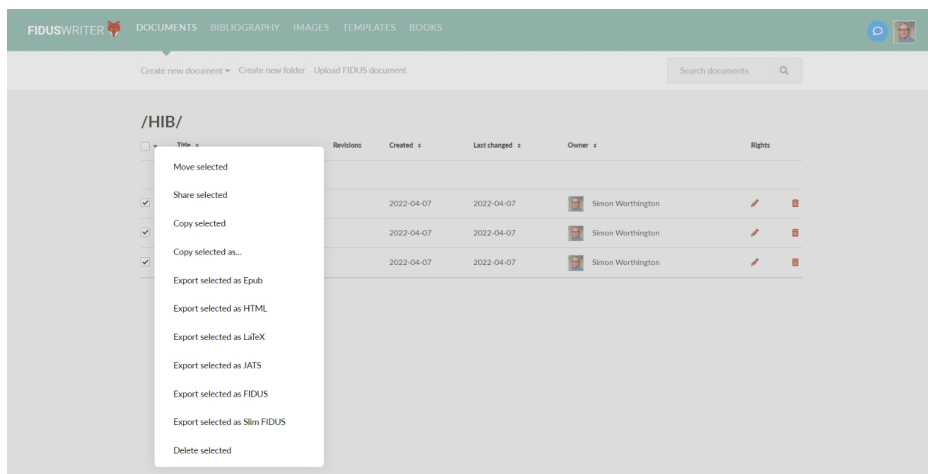 FIDUSWRITER DOCUMENTS BIBLIOGRAPHY IMAGES TEMPLATES BOOKS
Create new document Create new folder Upload FIDUS document Search documents
/HIB/
Title Revisions Created Last changed Owner Rights
Move selected
Share selected
2022-04-07 2022-04-07 Simon Worthington
Copy selected
2022-04-07 2022-04-07 Simon Worthington
Copy selected as...
2022-04-07 2022-04-07 Simon Worthington
Export selected as Epub
Export selected as HTML
Export selected as LaTeX
Export selected as JATS
Export selected as FIDUS
Export selected as Slim FIDUS
Delete selected